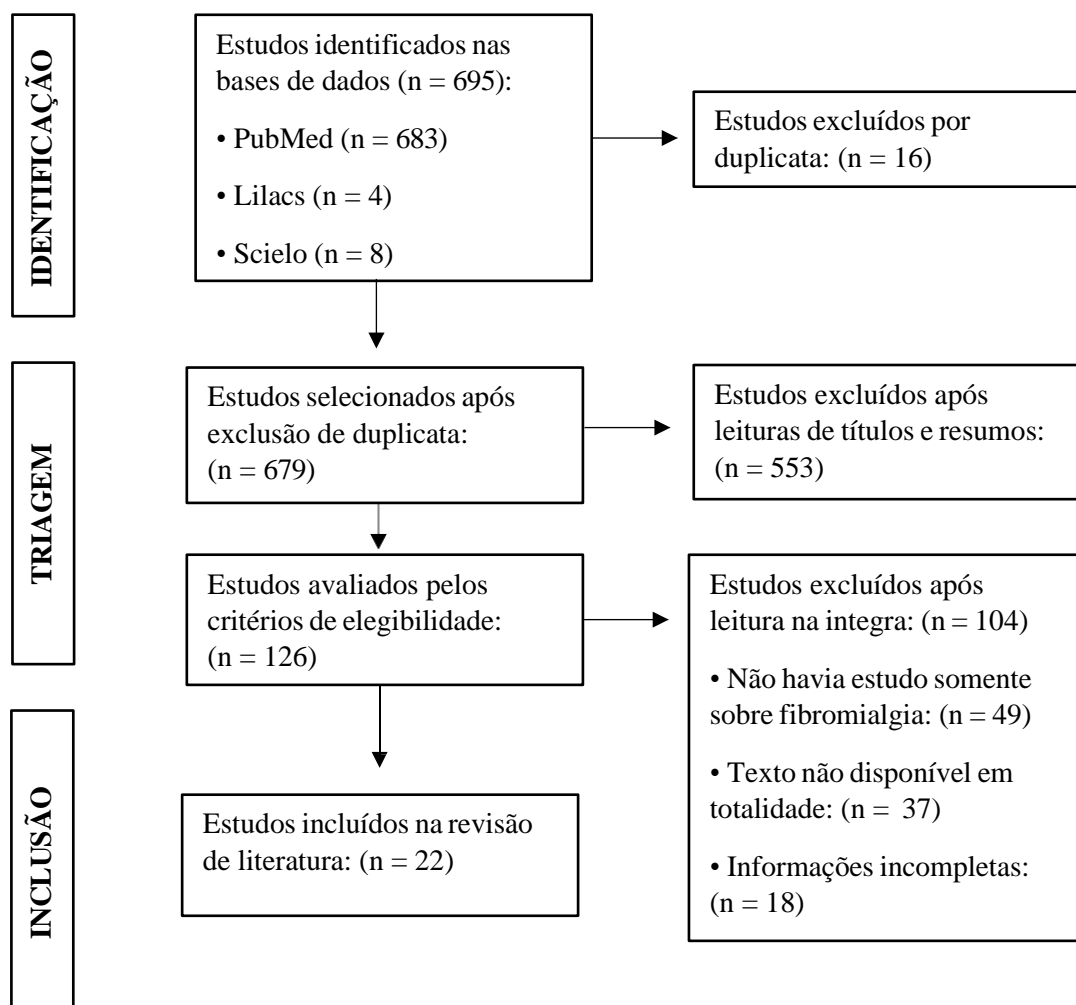 IDENTIFICAÇÃO
Estudos identificados nas
bases de dados (n = 695):
• PubMed (n = 683)
• Lilacs (n = 4)
• Scielo (n = 8)
Estudos excluídos por
duplicata: (n = 16)
TRIAGEM
Estudos selecionados após
exclusão de duplicata:
(n = 679)
Estudos excluídos após
leituras de títulos e resumos:
(n = 553)
Estudos avaliados pelos
critérios de elegibilidade:
(n = 126)
Estudos excluídos após
leitura na integra: (n = 104)
• Não havia estudo somente
sobre fibromialgia: (n = 49)
• Texto não disponível em
totalidade: (n = 37)
• Informações incompletas:
(n = 18)
INCLUSÃO
Estudos incluídos na revisão
de literatura: (n = 22)